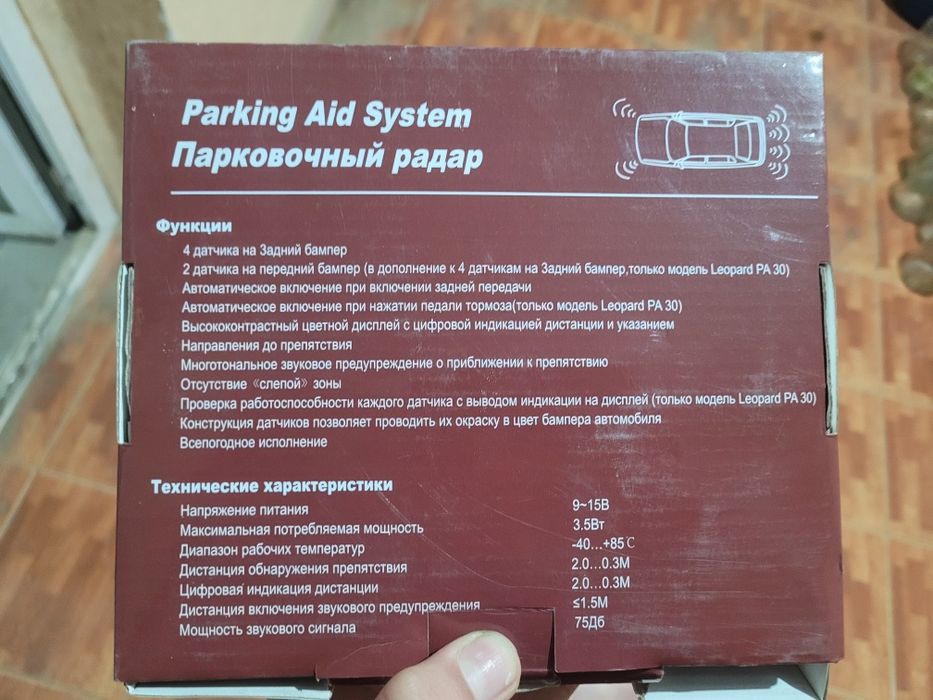 Parking Aid System
Парковочный радар
Функции
4 датчика на Задний бампер
2 датчика на передний бампер (в дополнение к 4 датчикам на Задний бампер,только модель Leopard PA 30)
Автоматическое включение при включении задней передачи
Автоматическое включение при нажатии педали тормоза(только модель Leopard PA 30)
Высококонтрастный цветной дисплей с цифровой индикацией дистанции и указанием
Направления до препятствия
Многотональное звуковое предупреждение о приближении к препятствию
Отсутствие《слепой》зоны
Проверка работоспособности каждого датчика с выводом индикации на дисплей (только модель Leopard PA 30)
Конструкция датчиков позволяет проводить их окраску в цвет бампера автомобиля
Всепогодное исполнение
Технические характеристики
Напряжение питания 9~15В
Максимальная потребляемая мощность 3.5Вт
Диапазон рабочих температур -40...+85℃
Дистанция обнаружения препятствия 2.0...0.3М
Цифровая индикация дистанции 2.0...0.3М
Дистанция включения звукового предупреждения ≤1.5М
Мощность звукового сигнала 75Дб